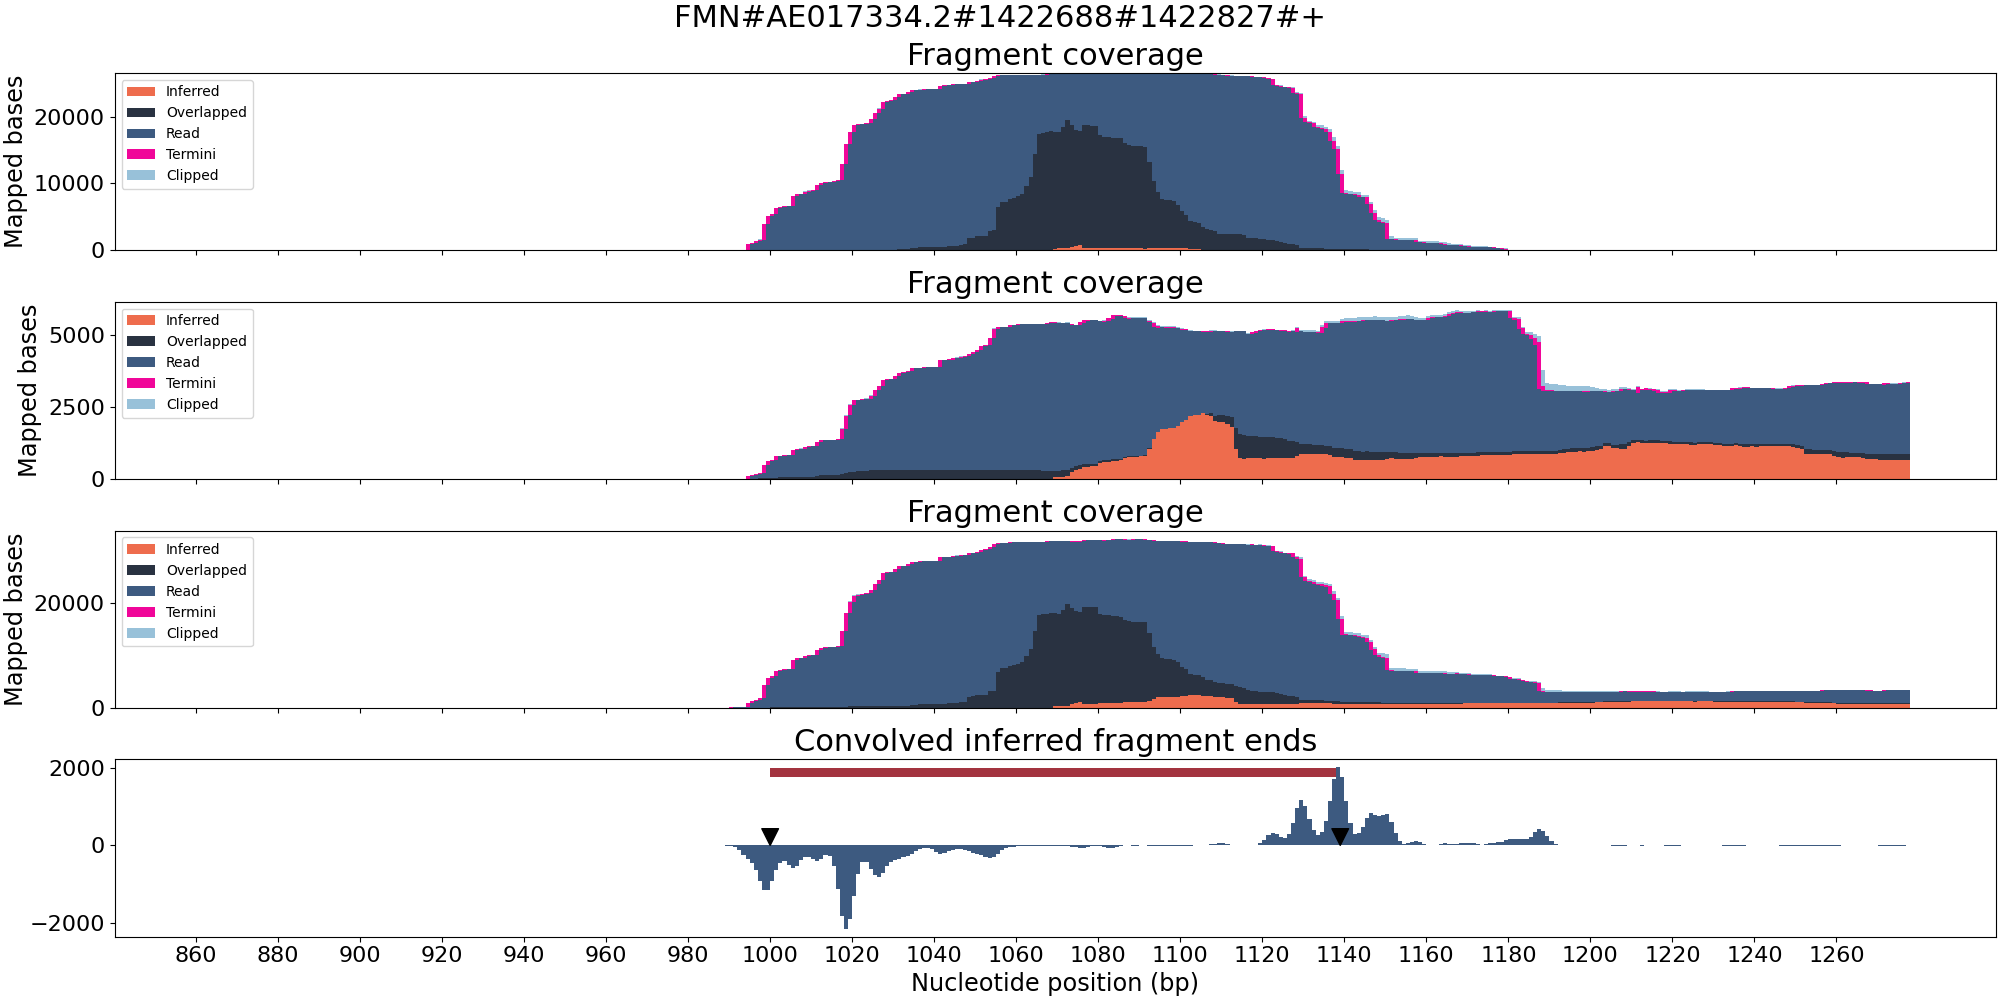 FMN#AE017334.2#1422688#1422827#+
Fragment coverage
Mapped bases
20000
10000
0
Inferred
Overlapped
Read
Termini
Clipped
Fragment coverage
Mapped bases
5000
2500
0
Inferred
Overlapped
Read
Termini
Clipped
Fragment coverage
Mapped bases
20000
0
Inferred
Overlapped
Read
Termini
Clipped
Convolved inferred fragment ends
2000
0
−2000
860 880 900 920 940 960 980 1000 1020 1040 1060 1080 1100 1120 1140 1160 1180 1200 1220 1240 1260
Nucleotide position (bp)